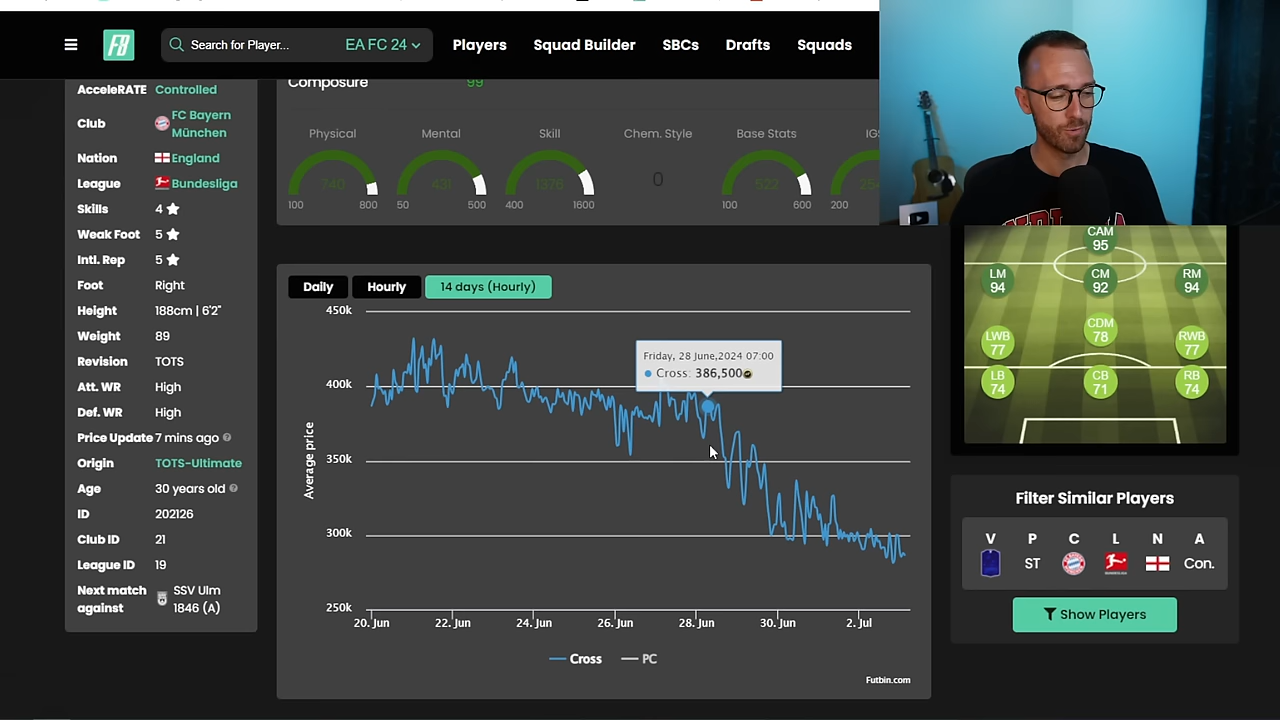 F8
Search for Player...
EA FC 24
Players
Squad Builder
SBCs
Drafts
Squads
AcceleRATE Controlled
Club FC Bayern
München
Nation England
League Bundesliga
Skills 4
Weak Foot 5
Intl. Rep 5
Foot Right
Height 188cm | 6'2"
Weight 89
Revision TOTS
Att. WR High
Def. WR High
Price Update 7 mins ago
Origin TOTS-Ultimate
Age 30 years old
ID 202126
Club ID 21
League ID 19
Next match
against
SSV Ulm
1846 (A)
Composure 99
Physical Mental Skill Chem. Style Base Stats
740 431 1376 0 522
100 800 50 500 400 1600 100 600 200
Daily Hourly 14 days (Hourly)
450k
400k
350k
300k
250k
Average price
Friday, 28 June,2024 07:00
Cross: 386,500
20. Jun 22. Jun 24. Jun 26. Jun 28. Jun 30. Jun 2. Jul
Cross PC
Futbin.com
CAM
95
LM
94
CM
92
RM
94
LWB
77
CDM
78
RWB
77
LB
74
CB
71
RB
74
Filter Similar Players
V P C L N A
ST Con.
Show Players